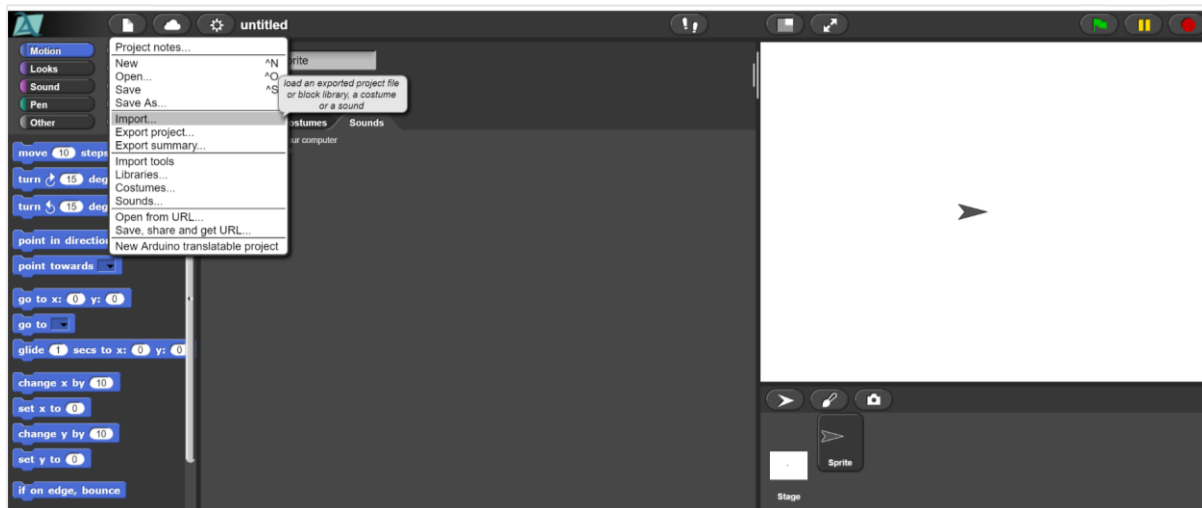 untitled
Motion
Looks
Sound
Pen
Other
Project notes...
New ^N
Open... ^O
Save ^S
Save As...
Import...
Export project...
Export summary...
Import tools
Libraries...
Costumes...
Sounds...
Open from URL...
Save, share and get URL...
New Arduino translatable project
load an exported project file
or block library, a costume
or a sound
Sounds
computer
move 10 steps
turn 15
turn 15
point in
point towards
go to x: 0 y: 0
go to
glide 1 secs to x: 0 y: 0
change x by 10
set x to 0
change y by 10
set y to 0
if on edge, bounce
Sprite
Stage